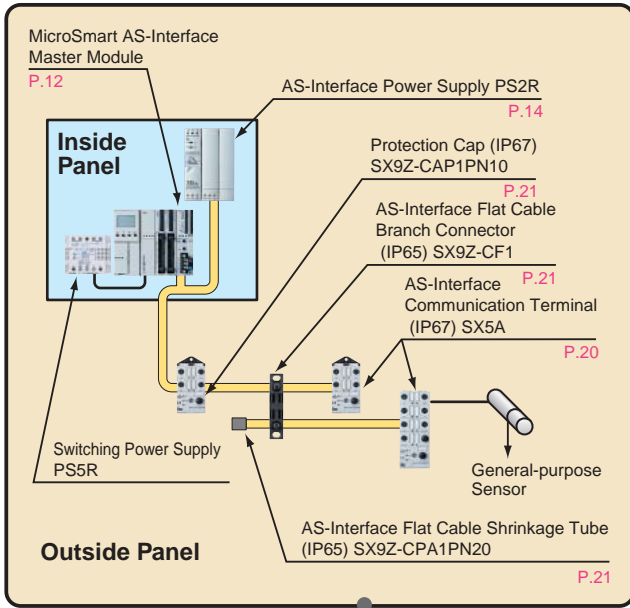 MicroSmart AS-Interface
Master Module
P.12
AS-Interface Power Supply PS2R
P.14
Inside
Panel
Protection Cap (IP67)
SX9Z-CAP1PN10
P.21
AS-Interface Flat Cable
Branch Connector
(IP65) SX9Z-CF1
P.21
AS-Interface
Communication Terminal
(IP67) SX5A
P.20
Switching Power Supply
PS5R
General-purpose
Sensor
AS-Interface Flat Cable Shrinkage Tube
(IP65) SX9Z-CPA1PN20
P.21
Outside Panel